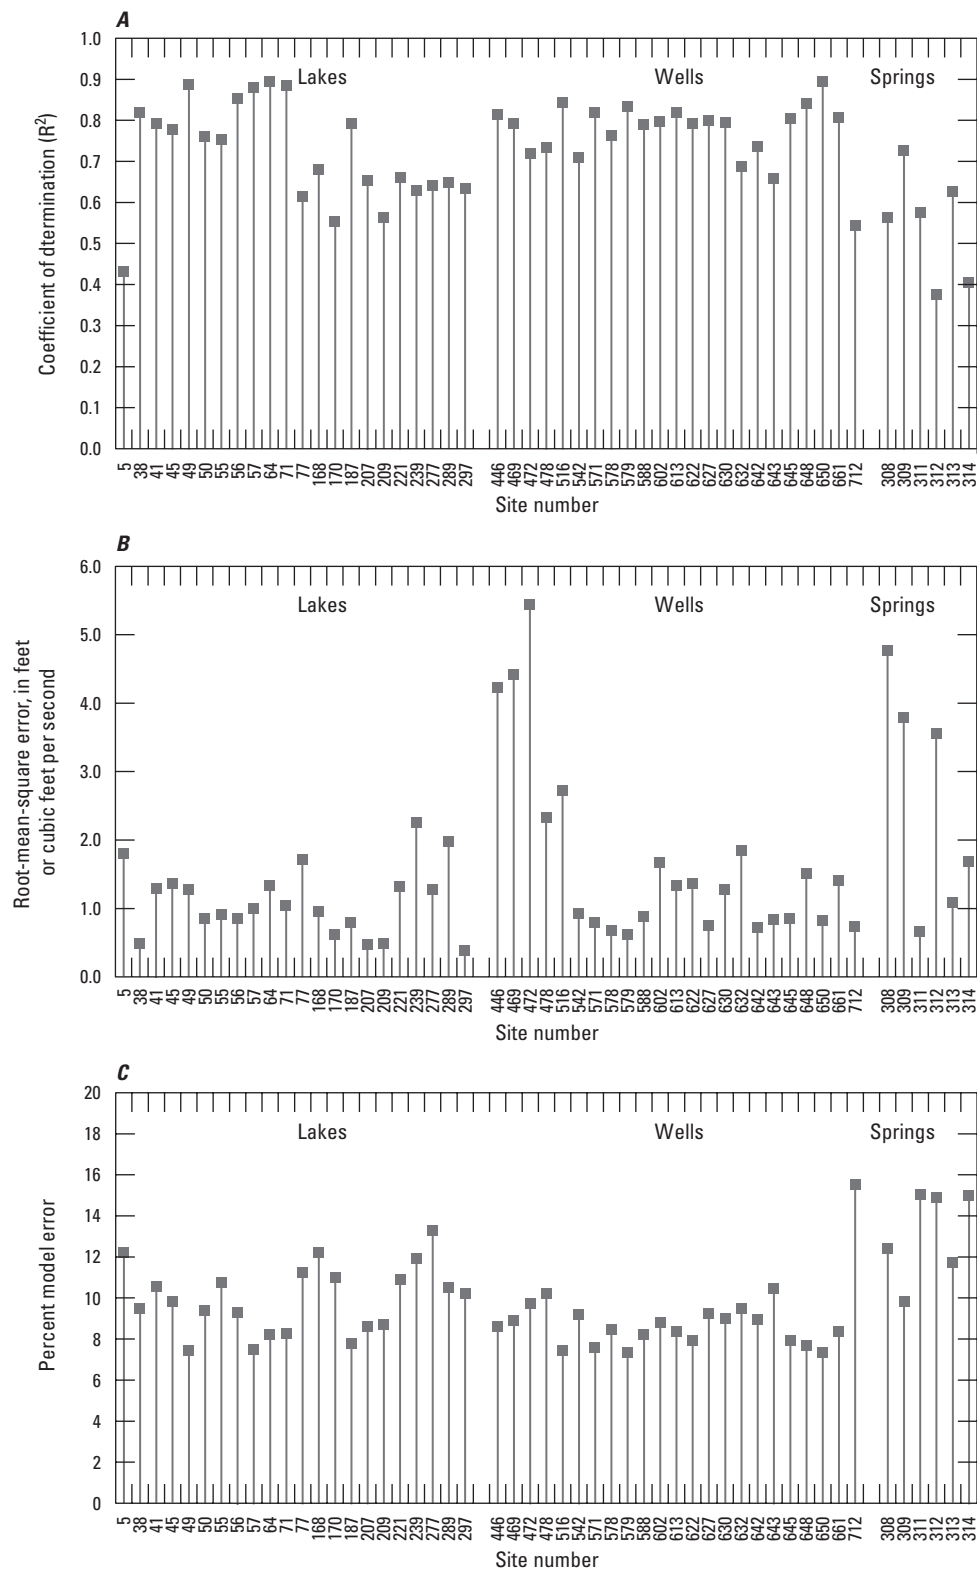 A
1.0
0.9
0.8
0.7
0.6
0.5
0.4
0.3
0.2
0.1
0.0
Coefficient of dtermination (R²)
Lakes
Wells
Springs
5 38 41 45 49 50 55 56 57 64 71 77 168 170 187 207 209 221 239 277 289 297 446 469 472 478 516 542 571 578 579 588 602 613 622 627 630 632 642 643 645 648 650 661 712 308 309 311 312 313 314
Site number
B
6.0
5.0
4.0
3.0
2.0
1.0
0.0
Root-mean-square error, in feet
or cubic feet per second
Lakes
Wells
Springs
5 38 41 45 49 50 55 56 57 64 71 77 168 170 187 207 209 221 239 277 289 297 446 469 472 478 516 542 571 578 579 588 602 613 622 627 630 632 642 643 645 648 650 661 712 308 309 311 312 313 314
Site number
C
20
18
16
14
12
10
8
6
4
2
0
Percent model error
Lakes
Wells
Springs
5 38 41 45 49 50 55 56 57 64 71 77 168 170 187 207 209 221 239 277 289 297 446 469 472 478 516 542 571 578 579 588 602 613 622 627 630 632 642 643 645 648 650 661 712 308 309 311 312 313 314
Site number